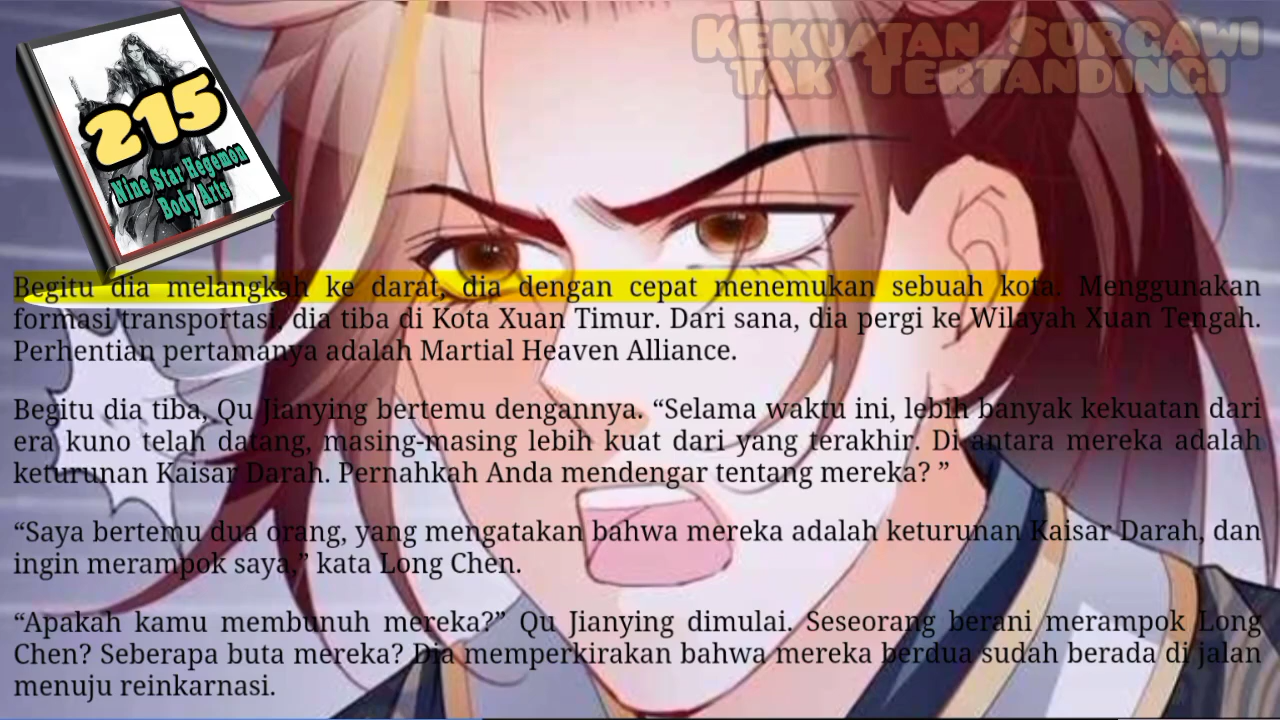 Kekuatan Surgawi
tak Tertandingi
215
Nine Star Hegemon
Body Arts
Begitu dia melangkah ke darat, dia dengan cepat menemukan sebuah kota. Menggunakan
formasi transportasi, dia tiba di Kota Xuan Timur. Dari sana, dia pergi ke Wilayah Xuan Tengah.
Perhentian pertamanya adalah Martial Heaven Alliance.
Begitu dia tiba, Qu Jianying bertemu dengannya. “Selama waktu ini, lebih banyak kekuatan dari
era kuno telah datang, masing-masing lebih kuat dari yang terakhir. Di antara mereka adalah
keturunan Kaisar Darah. Pernahkah Anda mendengar tentang mereka? ”
“Saya bertemu dua orang, yang mengatakan bahwa mereka adalah keturunan Kaisar Darah, dan
ingin merampok saya,” kata Long Chen.
“Apakah kamu membunuh mereka?” Qu Jianying dimulai. Seseorang berani merampok Long
Chen? Seberapa buta mereka? Dia memperkirakan bahwa mereka berdua sudah berada di jalan
menuju reinkarnasi.